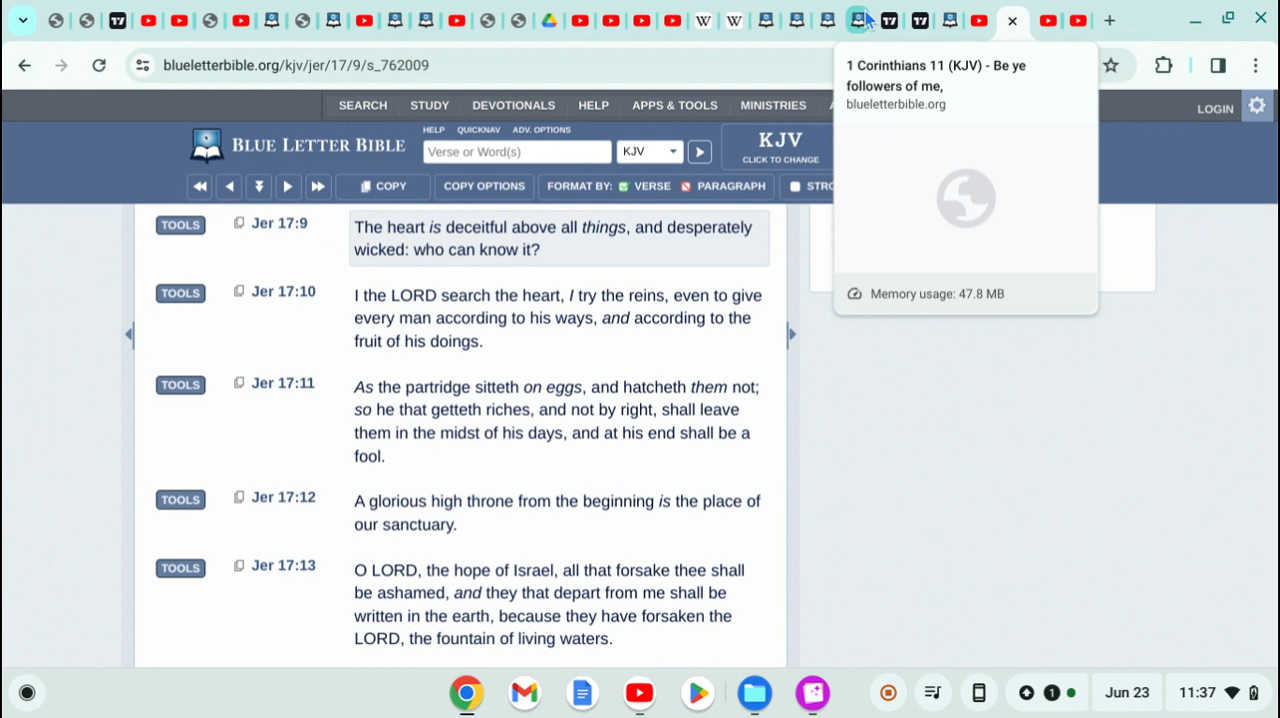 blueletterbible.org/kjv/jer/17/9/s_762009
1 Corinthians 11 (KJV) - Be ye
followers of me,
blueletterbible.org
Memory usage: 47.8 MB
SEARCH STUDY DEVOTIONALS HELP APPS & TOOLS MINISTRIES
LOGIN
BLUE LETTER BIBLE
HELP QUICKNAV ADV. OPTIONS
Verse or Word(s)
KJV
KJV
CLICK TO CHANGE
COPY COPY OPTIONS FORMAT BY: VERSE PARAGRAPH STRO
TOOLS Jer 17:9 The heart is deceitful above all things, and desperately
wicked: who can know it?
TOOLS Jer 17:10 I the LORD search the heart, I try the reins, even to give
every man according to his ways, and according to the
fruit of his doings.
TOOLS Jer 17:11 As the partridge sitteth on eggs, and hatcheth them not;
so he that getteth riches, and not by right, shall leave
them in the midst of his days, and at his end shall be a
fool.
TOOLS Jer 17:12 A glorious high throne from the beginning is the place of
our sanctuary.
TOOLS Jer 17:13 O LORD, the hope of Israel, all that forsake thee shall
be ashamed, and they that depart from me shall be
written in the earth, because they have forsaken the
LORD, the fountain of living waters.
1
Jun 23
11:37